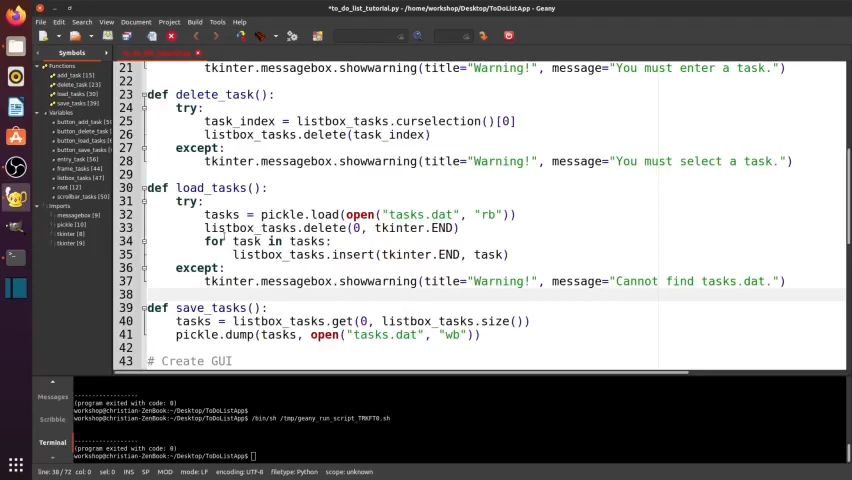 *to_do_list_tutorial.py - /home/workshop/Desktop/ToDoListApp - Geany
File Edit Search View Document Project Build Tools Help
Symbols
Functions
add_task [15]
delete_task [23]
load_tasks [30]
save_tasks [39]
Variables
button_add_task [59
button_delete_task [
button_load_tasks [6
button_save_tasks [6
entry_task [56]
frame_tasks [44]
listbox_tasks [47]
root [12]
scrollbar_tasks [50]
Imports
messagebox [9]
pickle [10]
tkinter [8]
tkinter [9]
21 tkinter.messagebox.showwarning(title="Warning!", message="You must enter a task.")
22
23 def delete_task():
24 try:
25 task_index = listbox_tasks.curselection()[0]
26 listbox_tasks.delete(task_index)
27 except:
28 tkinter.messagebox.showwarning(title="Warning!", message="You must select a task.")
29
30 def load_tasks():
31 try:
32 tasks = pickle.load(open("tasks.dat", "rb"))
33 listbox_tasks.delete(0, tkinter.END)
34 for task in tasks:
35 listbox_tasks.insert(tkinter.END, task)
36 except:
37 tkinter.messagebox.showwarning(title="Warning!", message="Cannot find tasks.dat.")
38
39 def save_tasks():
40 tasks = listbox_tasks.get(0, listbox_tasks.size())
41 pickle.dump(tasks, open("tasks.dat", "wb"))
42
43 # Create GUI
Messages
Scribble
Terminal
------------------
(program exited with code: 0)
workshop@christian-ZenBook:~/Desktop/ToDoListApp$
workshop@christian-ZenBook:~/Desktop/ToDoListApp$ /bin/sh /tmp/geany_run_script_TRKFT0.sh
------------------
(program exited with code: 0)
workshop@christian-ZenBook:~/Desktop/ToDoListApp$
line: 38 / 72 col: 0 sel: 0 INS SP MOD mode: LF encoding: UTF-8 filetype: Python scope: unknown